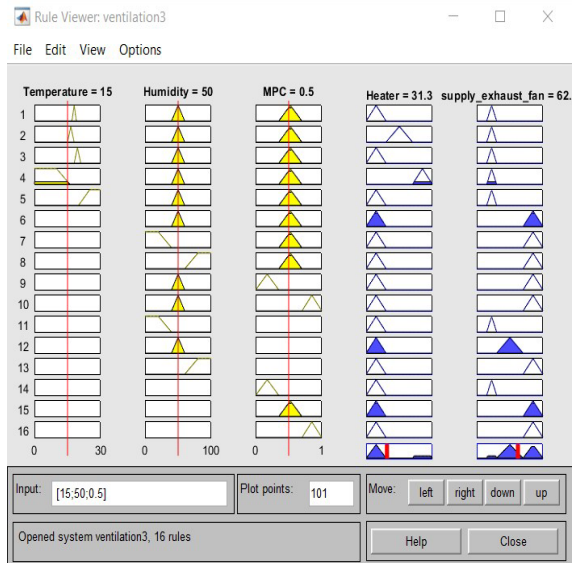 Rule Viewer: ventilation3
File Edit View Options
Temperature = 15 Humidity = 50 MPC = 0.5 Heater = 31.3 supply_exhaust_fan = 62.
1
2
3
4
5
6
7
8
9
10
11
12
13
14
15
16
0 30 0 100 0 1
Input: [15;50;0.5] Plot points: 101 Move: left right down up
Opened system ventilation3, 16 rules Help Close